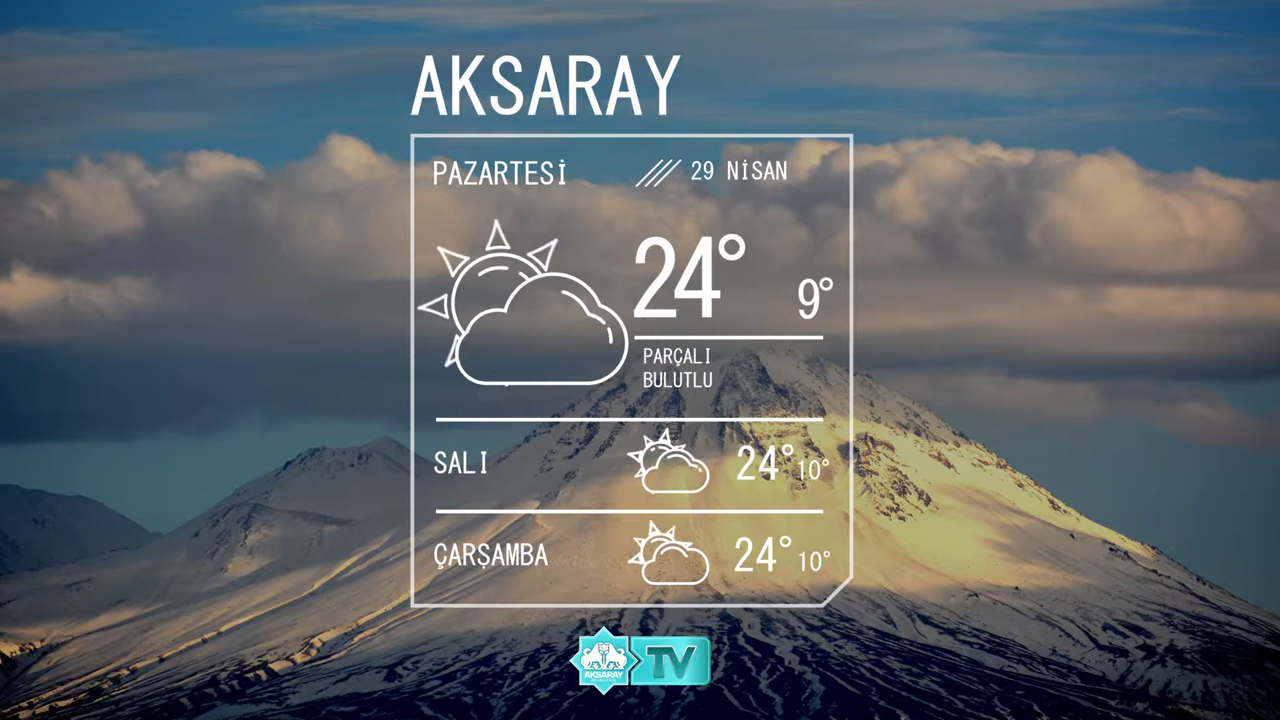 AKSARAY
PAZARTESİ
29 NİSAN
24° 9°
PARÇALI
BULUTLU
SALI 24° 10°
ÇARŞAMBA 24° 10°
AKSARAY
TV